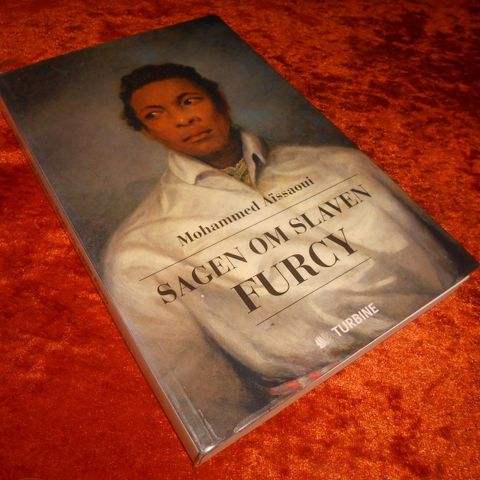 Mohammed Aïssaoui
SAGEN OM SLAVEN
FURCY
TURBINE